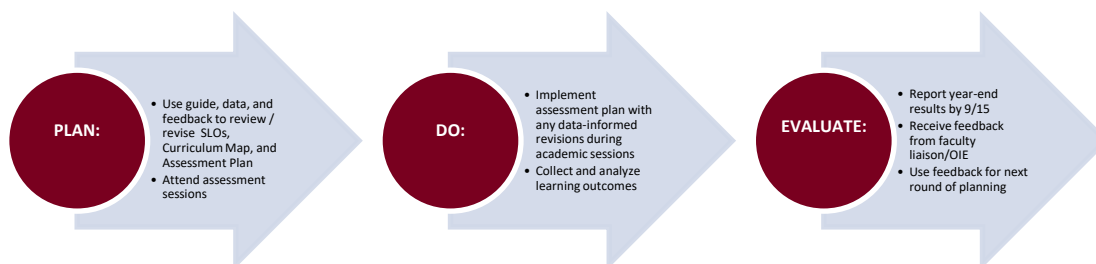 PLAN:
• Use guide, data, and
feedback to review /
revise SLOs,
Curriculum Map, and
Assessment Plan
• Attend assessment
sessions
DO:
• Implement
assessment plan with
any data-informed
revisions during
academic sessions
• Collect and analyze
learning outcomes
EVALUATE:
• Report year-end
results by 9/15
• Receive feedback
from faculty
liaison/OIE
• Use feedback for next
round of planning